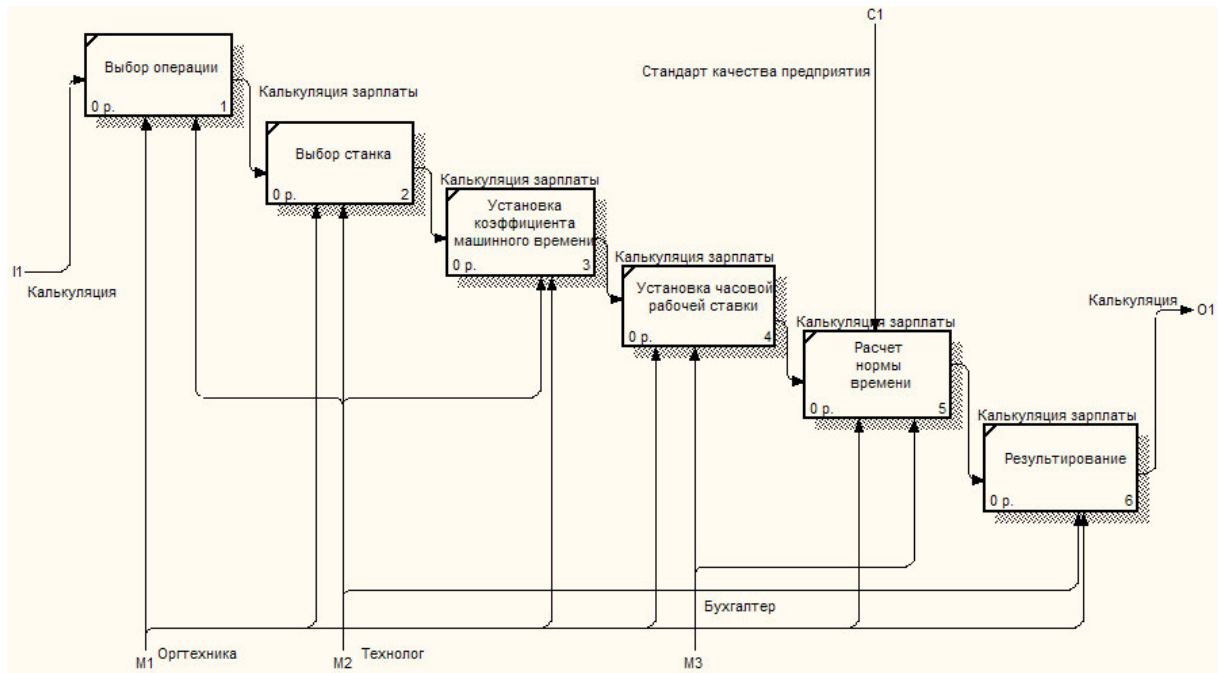 C1
Стандарт качества предприятия
Выбор операции
0 р. 1
Калькуляция зарплаты
Выбор станка
0 р. 2
Калькуляция зарплаты
Установка
коэффициента
машинного времени
0 р. 3
I1
Калькуляция
Калькуляция зарплаты
Установка часовой
рабочей ставки
0 р. 4
Калькуляция
O1
Калькуляция зарплаты
Расчет
нормы
времени
0 р. 5
Калькуляция зарплаты
Результирование
0 р. 6
Бухгалтер
M1 Оргтехника
M2 Технолог
M3